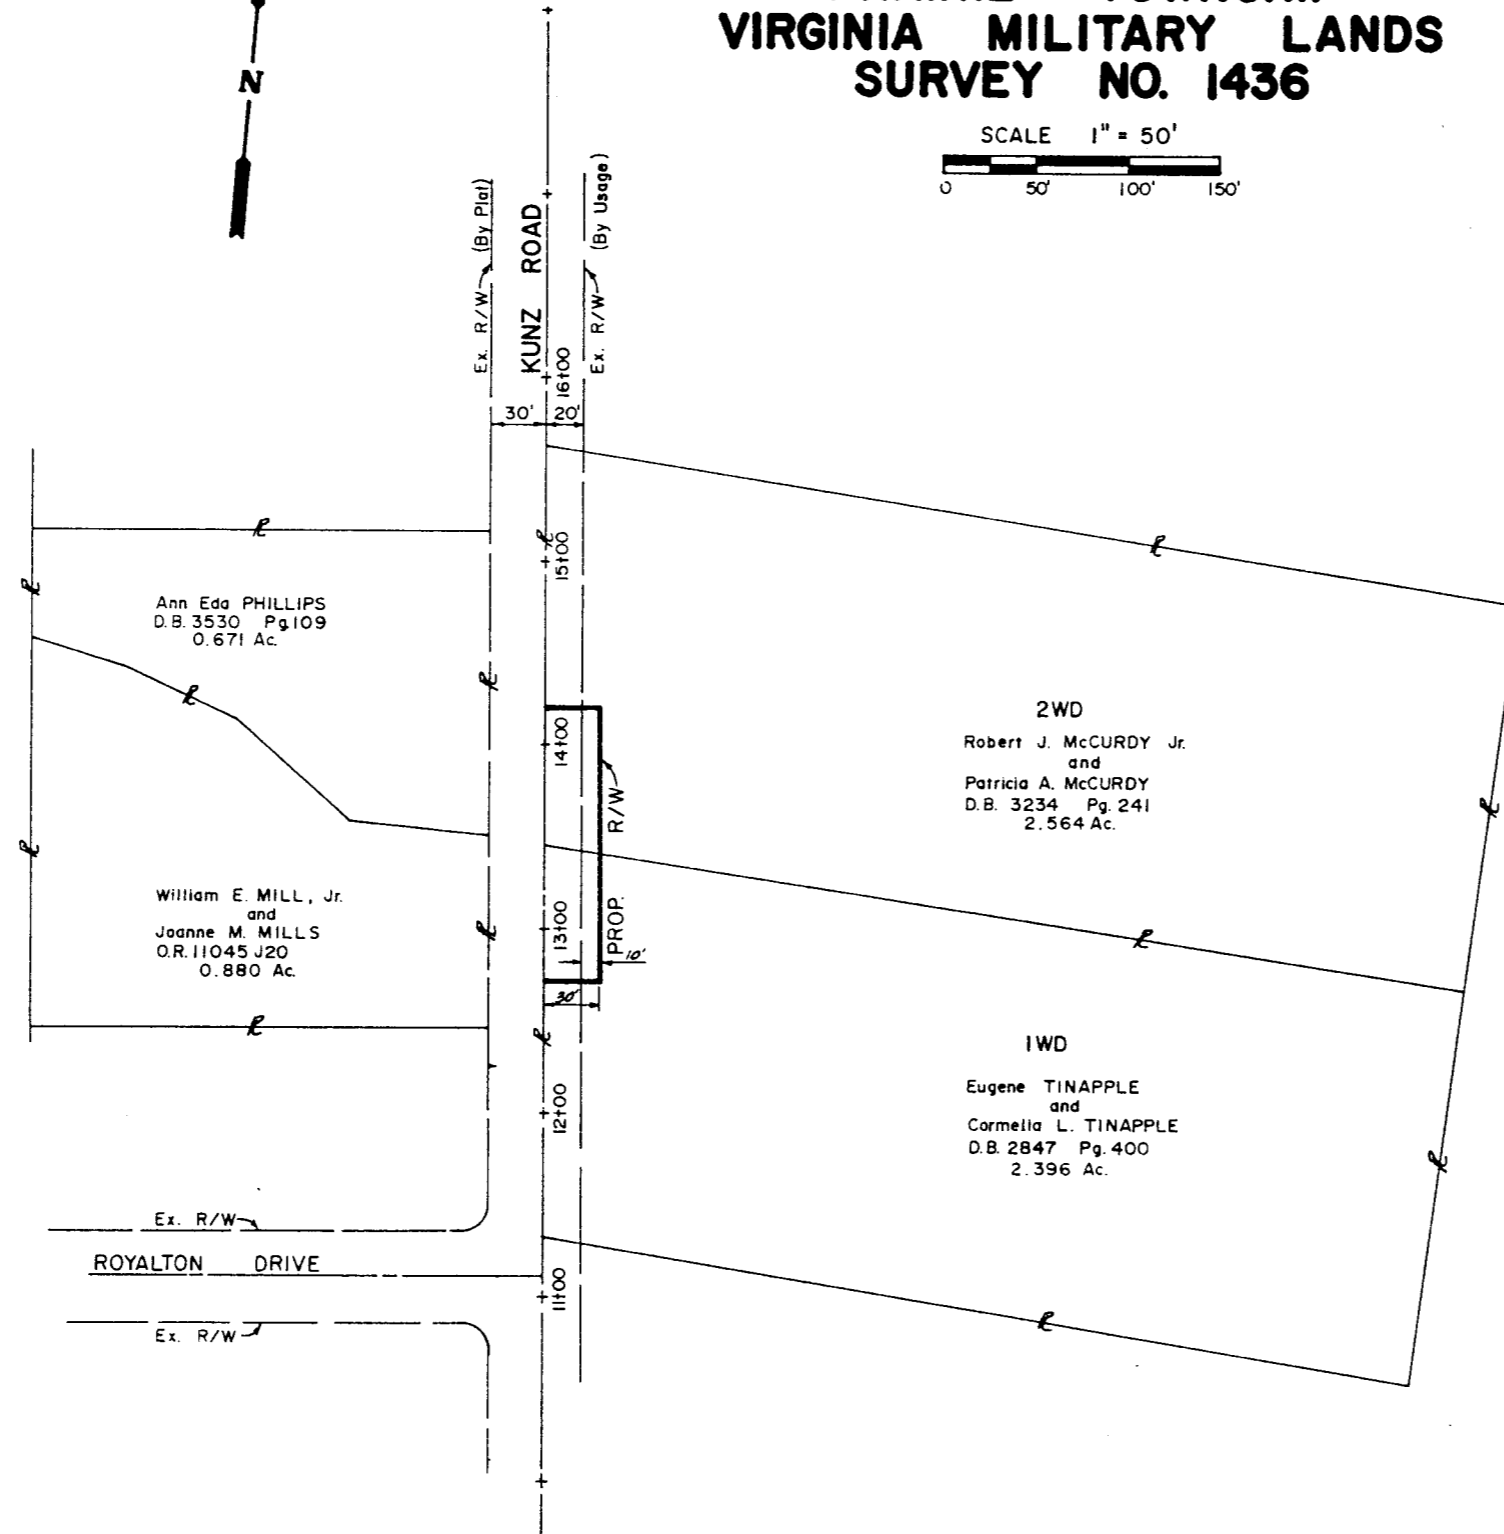 VIRGINIA MILITARY LANDS
SURVEY NO. 1436
SCALE 1" = 50'
0 50' 100' 150'
N
Ex. R/W (By Plat)
KUNZ ROAD
Ex. R/W (By Usage)
16+00
30' 20'
15+00
Ann Eda PHILLIPS
D.B. 3530 Pg.109
0.671 Ac.
14+00
2WD
Robert J. McCURDY Jr.
and
Patricia A. McCURDY
D.B. 3234 Pg. 241
2.564 Ac.
PROP. R/W
William E. MILL, Jr.
and
Joanne M. MILLS
O.R. 11045 J20
0.880 Ac.
13+00
10'
30'
1WD
Eugene TINAPPLE
and
Cormelia L. TINAPPLE
D.B. 2847 Pg. 400
2.396 Ac.
12+00
Ex. R/W
ROYALTON DRIVE
11+00
Ex. R/W